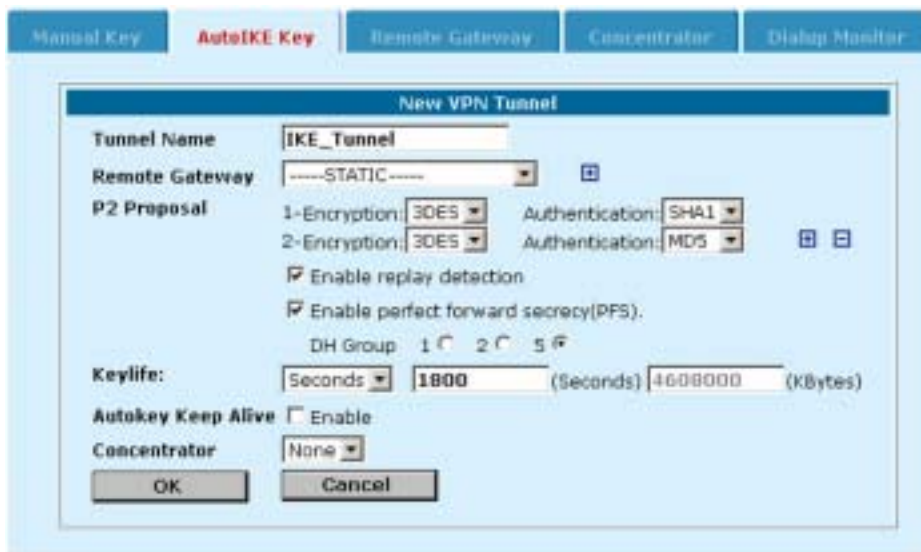 Manual Key AutoIKE Key Remote Gateway Concentrator Dialup Monitor
New VPN Tunnel
Tunnel Name IKE_Tunnel
Remote Gateway -----STATIC-----
P2 Proposal 1-Encryption: 3DES Authentication: SHA1
2-Encryption: 3DES Authentication: MD5
Enable replay detection
Enable perfect forward secrecy(PFS).
DH Group 1 2 5
Keylife: Seconds 1800 (Seconds) 4608000 (KBytes)
Autokey Keep Alive Enable
Concentrator None
OK Cancel